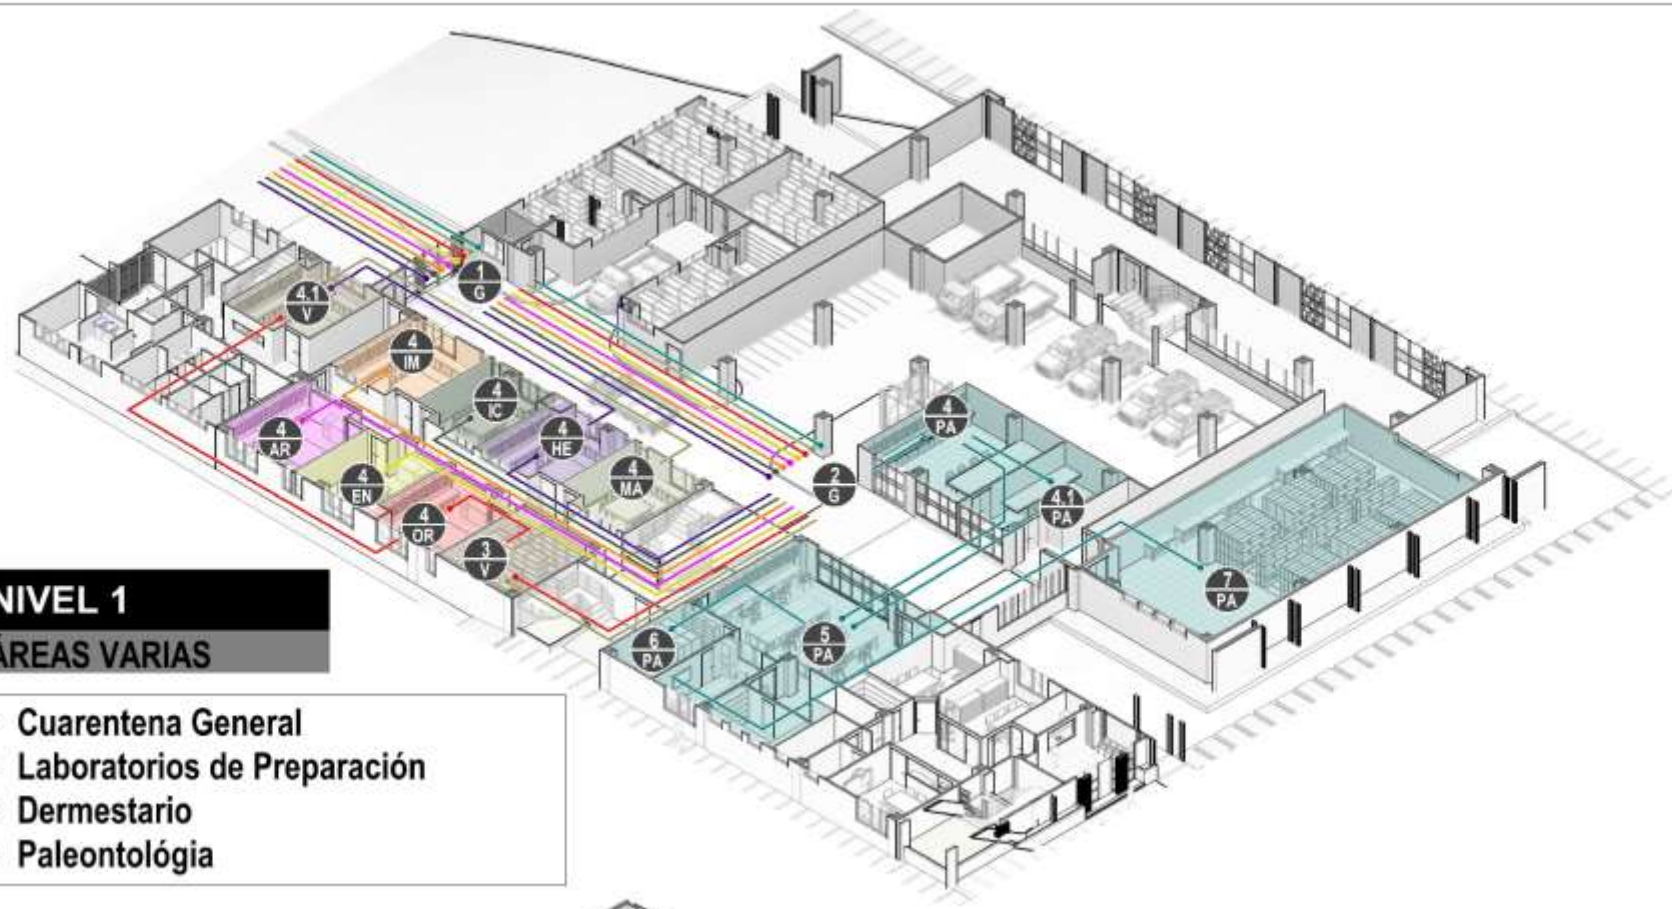 1
G
4.1
V
4
IM
4
IC
4
AR
4
HE
4
PA
4
EN
4
MA
2
G
4.1
PA
4
OR
3
V
7
PA
6
PA
5
PA
NIVEL 1
ÁREAS VARIAS
Cuarentena General
Laboratorios de Preparación
Dermestario
Paleontológia